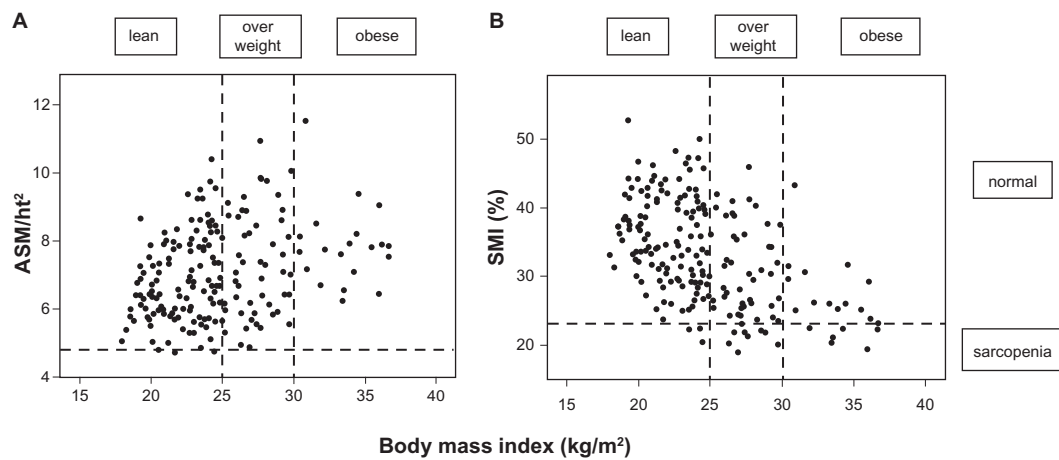 A
lean
over
weight
obese
ASM/ht²
12
10
8
6
4
15
20
25
30
35
40
B
lean
over
weight
obese
SMI (%)
50
40
30
20
15
20
25
30
35
40
normal
sarcopenia
Body mass index (kg/m²)